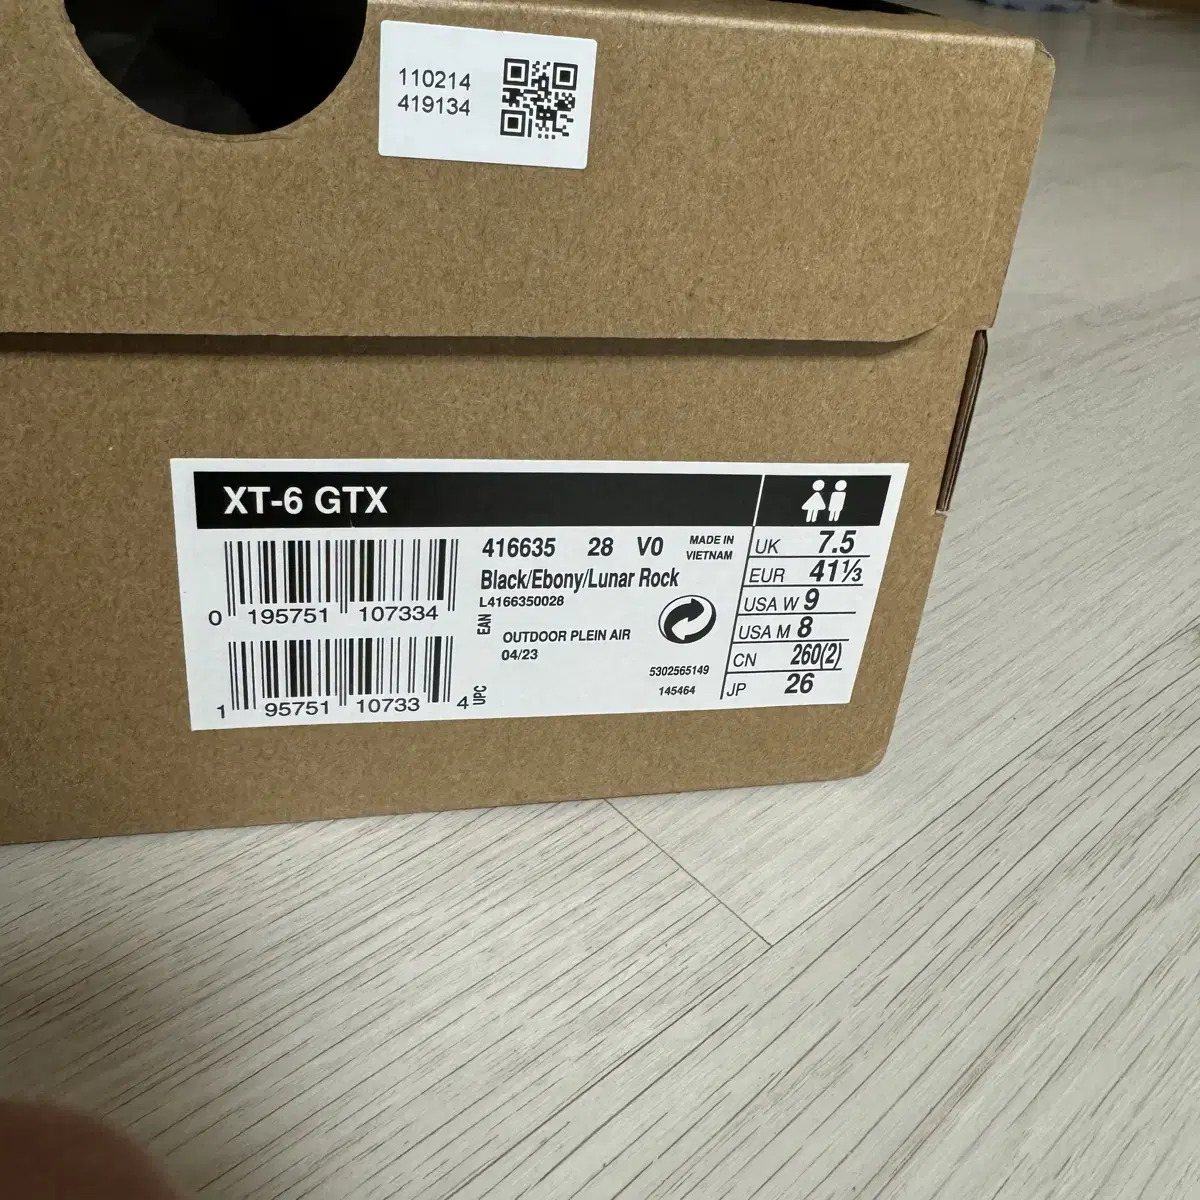 110214
419134
XT-6 GTX
416635 28 V0 MADE IN VIETNAM
Black/Ebony/Lunar Rock
L4166350028
OUTDOOR PLEIN AIR
04/23
5302565149
145464
0 195751 107334
EAN
1 95751 10733 4
UPC
UK 7.5
EUR 41⅓
USA W 9
USA M 8
CN 260(2)
JP 26